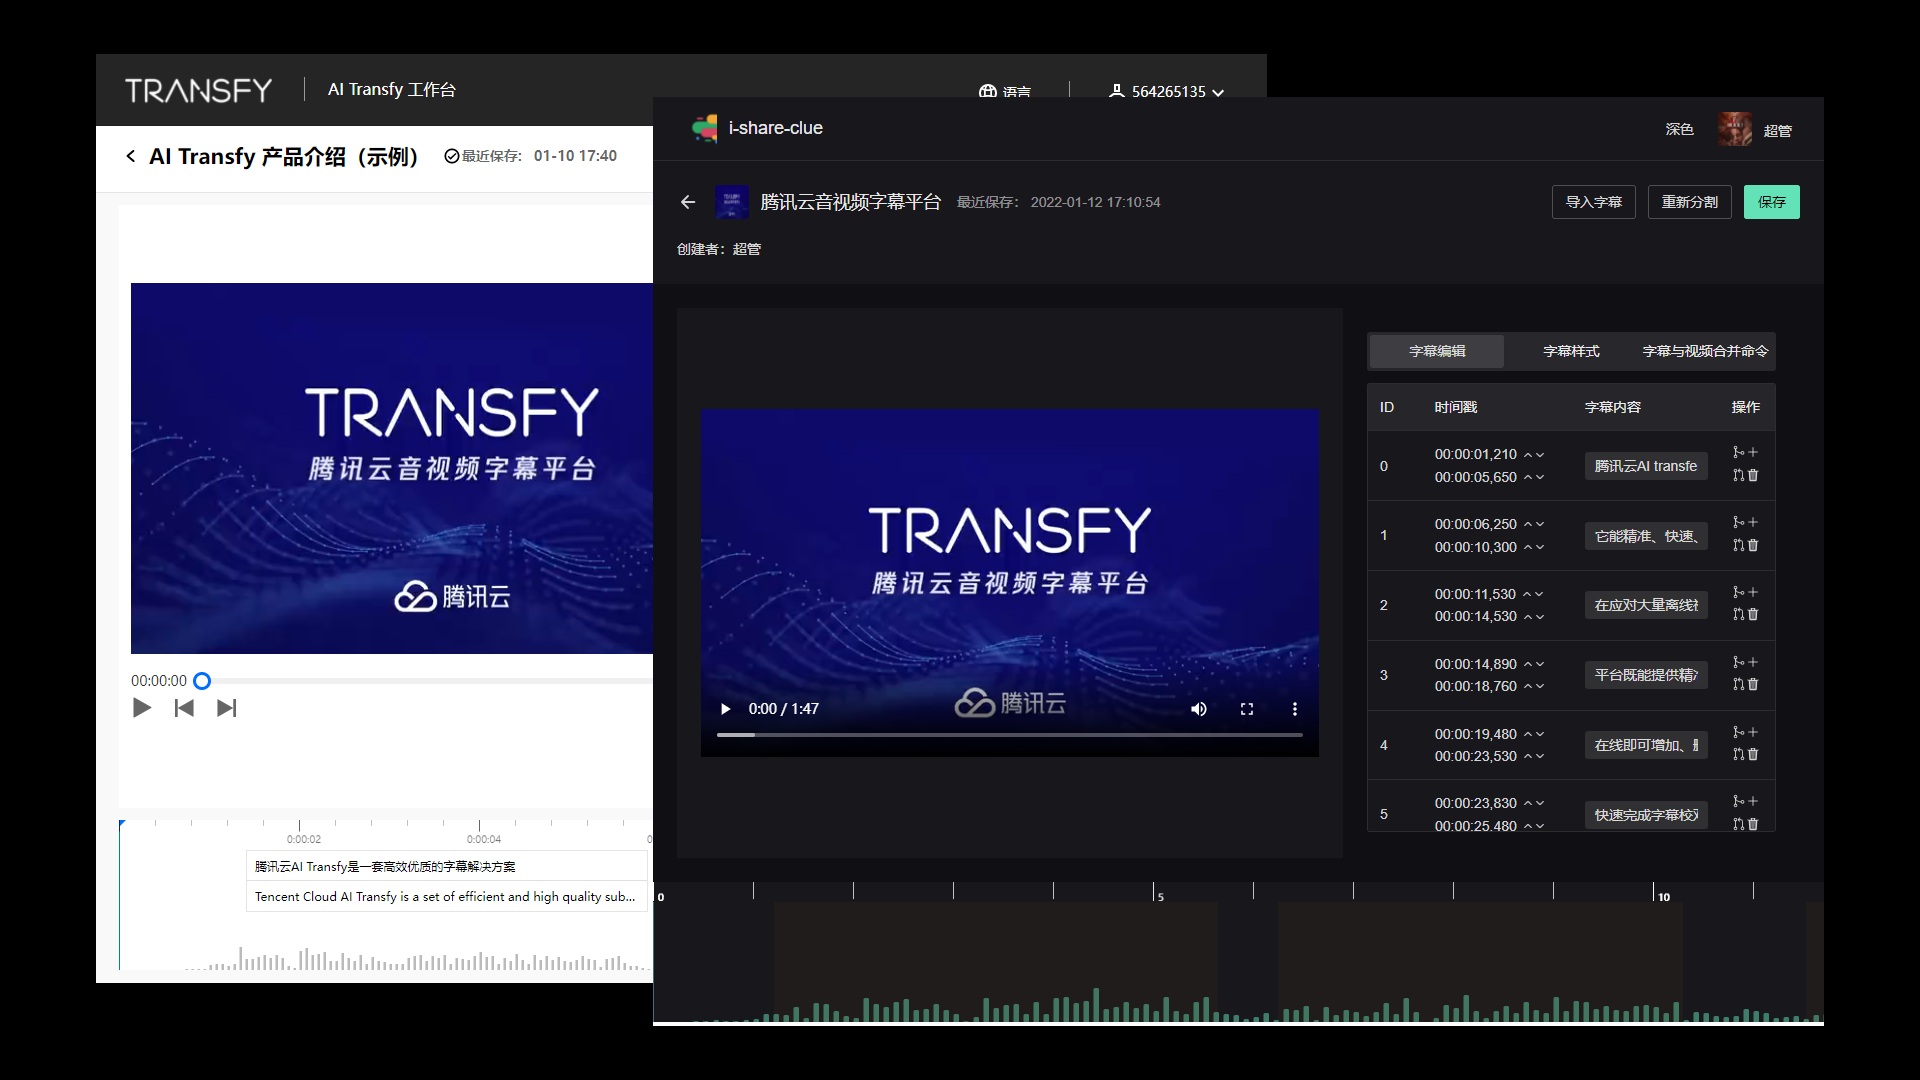 TRANSFY
AI Transfy 工作台
语言
564265135
AI Transfy 产品介绍（示例）
最近保存: 01-10 17:40
TRANSFY
腾讯云音视频字幕平台
腾讯云
00:00:00
0:00:02
0:00:04
腾讯云AI Transfy是一套高效优质的字幕解决方案
Tencent Cloud AI Transfy is a set of efficient and high quality sub...
i-share-clue
深色
超管
腾讯云音视频字幕平台
最近保存: 2022-01-12 17:10:54
导入字幕
重新分割
保存
创建者: 超管
TRANSFY
腾讯云音视频字幕平台
腾讯云
0:00 / 1:47
字幕编辑
字幕样式
字幕与视频合并命令
ID 时间戳 字幕内容 操作
0
00:00:01,210
00:00:05,650
腾讯云AI transfe
1
00:00:06,250
00:00:10,300
它能精准、快速、
2
00:00:11,530
00:00:14,530
在应对大量离线
3
00:00:14,890
00:00:18,760
平台既能提供精
4
00:00:19,480
00:00:23,530
在线即可增加、
5
00:00:23,830
00:00:25,480
快速完成字幕校
0
5
10